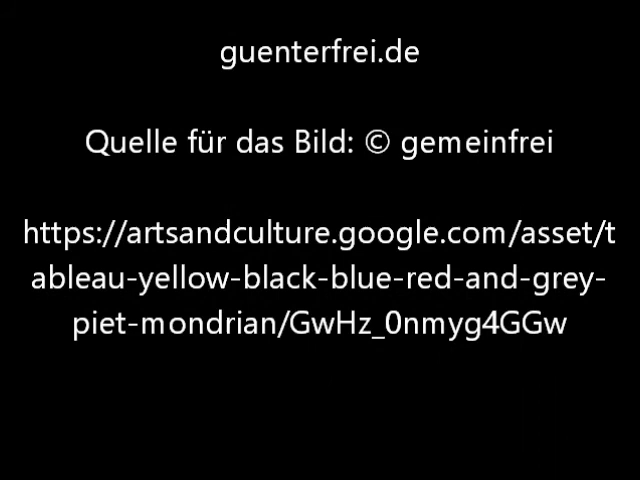 guenterfrei.de
Quelle für das Bild: © gemeinfrei
https://artsandculture.google.com/asset/t
ableau-yellow-black-blue-red-and-grey-
piet-mondrian/GwHz_0nmyg4GGw